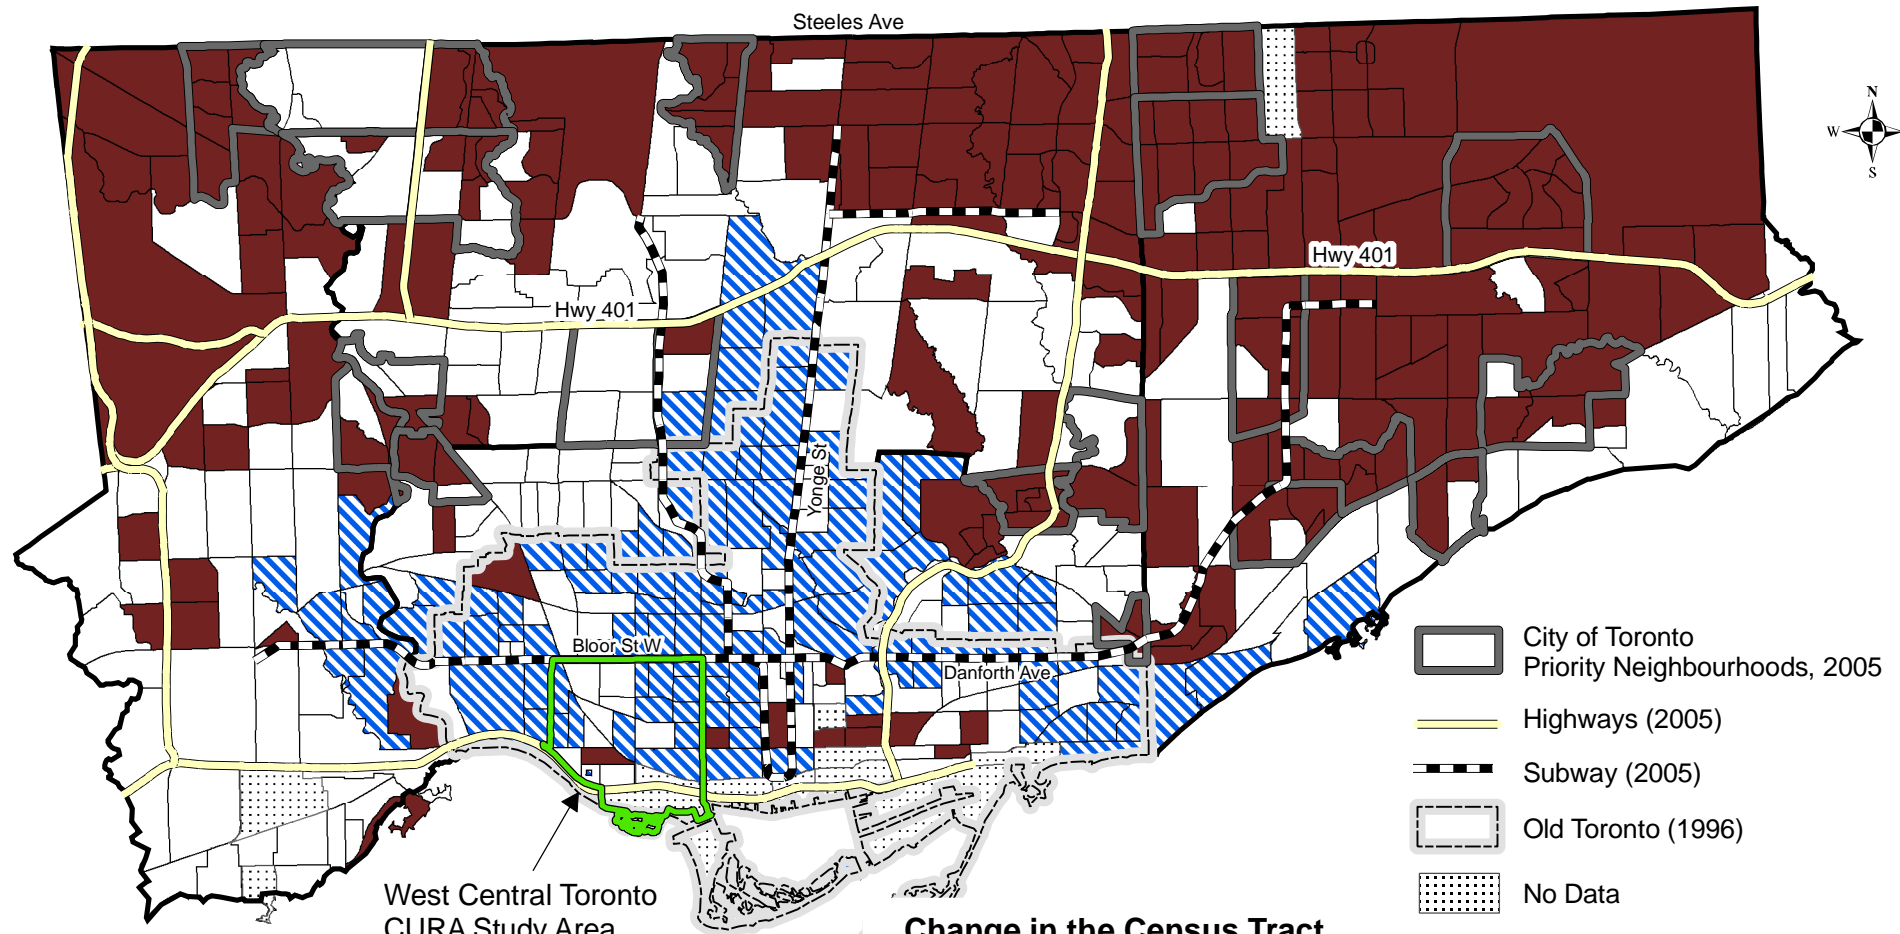 Steeles Ave
N
W
S
Hwy 401
Hwy 401
Yonge St
Bloor St W
Danforth Ave
City of Toronto
Priority Neighbourhoods, 2005
Highways (2005)
Subway (2005)
Old Toronto (1996)
No Data
West Central Toronto
CURA Study Area
Change in the Census Tract